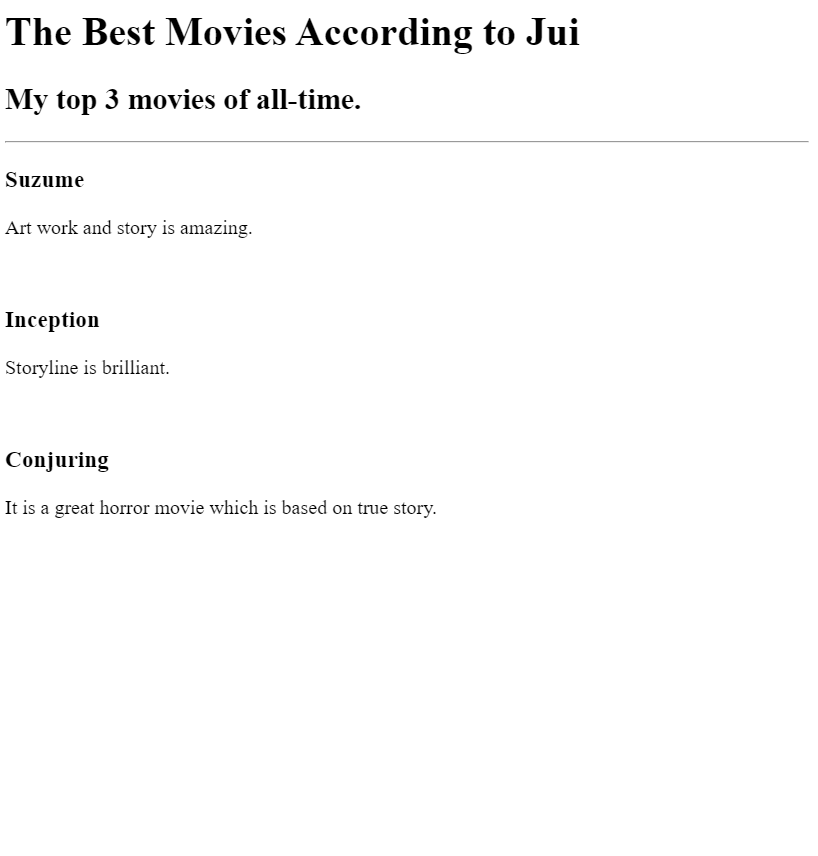 The Best Movies According to Jui
My top 3 movies of all-time.
Suzume
Art work and story is amazing.
Inception
Storyline is brilliant.
Conjuring
It is a great horror movie which is based on true story.